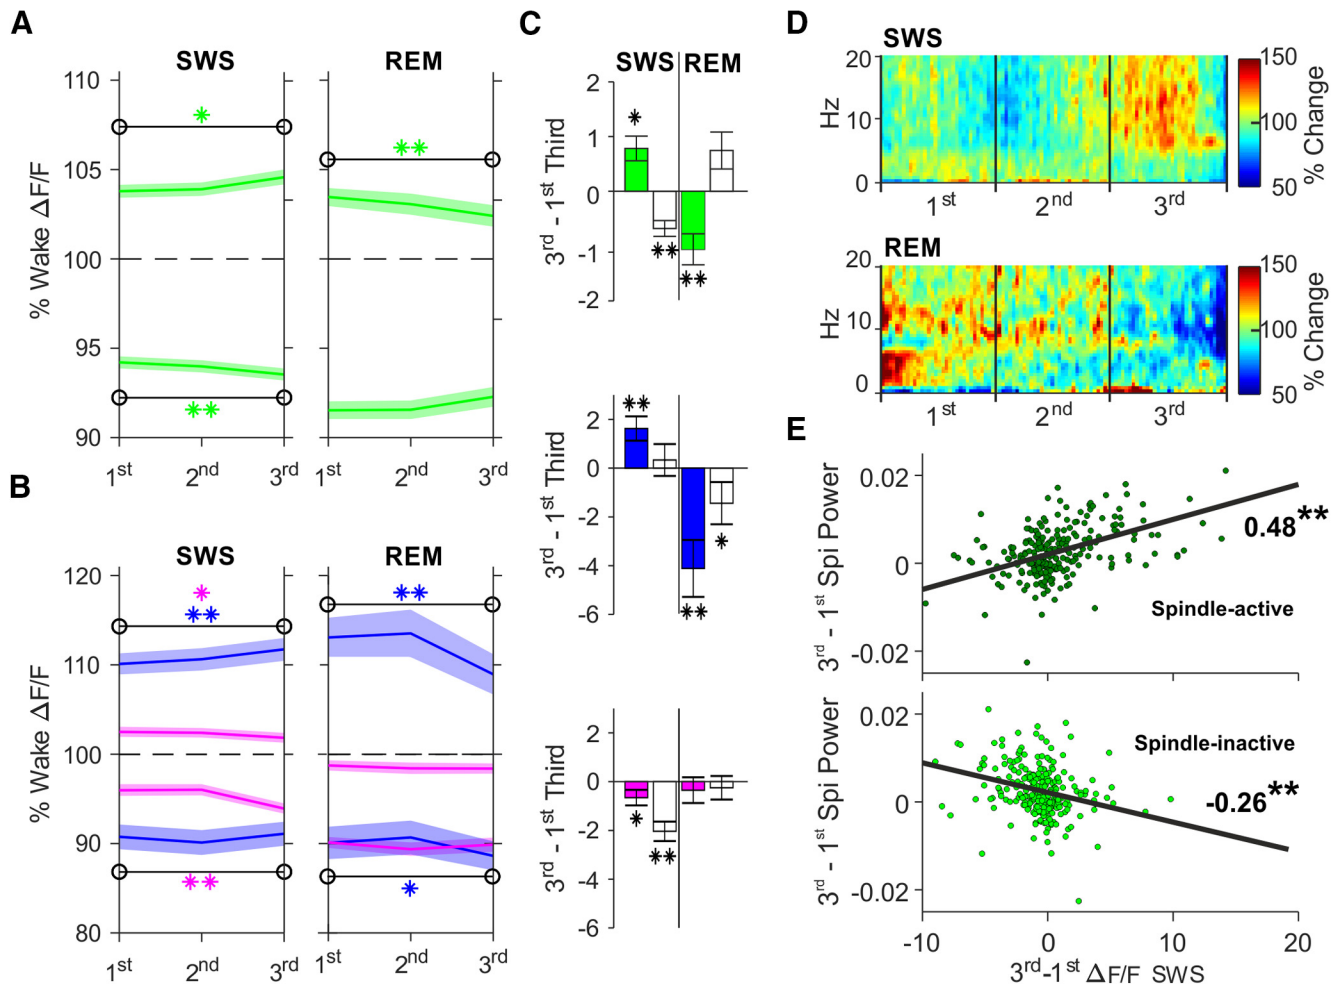 A
SWS
REM
110
105
100
95
90
% Wake ΔF/F
*
**
**
1st
2nd
3rd
1st
2nd
3rd
B
SWS
REM
120
110
100
90
80
% Wake ΔF/F
*
**
**
**
*
1st
2nd
3rd
1st
2nd
3rd
C
SWS
REM
2
1
0
-1
-2
3rd - 1st Third
*
**
**
2
0
-2
-4
-6
3rd - 1st Third
**
*
**
2
0
-2
-4
-6
3rd - 1st Third
*
**
D
SWS
20
10
0
Hz
1st
2nd
3rd
150
100
50
% Change
REM
20
10
0
Hz
1st
2nd
3rd
150
100
50
% Change
E
0.02
0
-0.02
3rd - 1st Spi Power
0.48**
Spindle-active
0.02
0
-0.02
3rd - 1st Spi Power
Spindle-inactive
-0.26**
-10
0
10
20
3rd-1st ΔF/F SWS